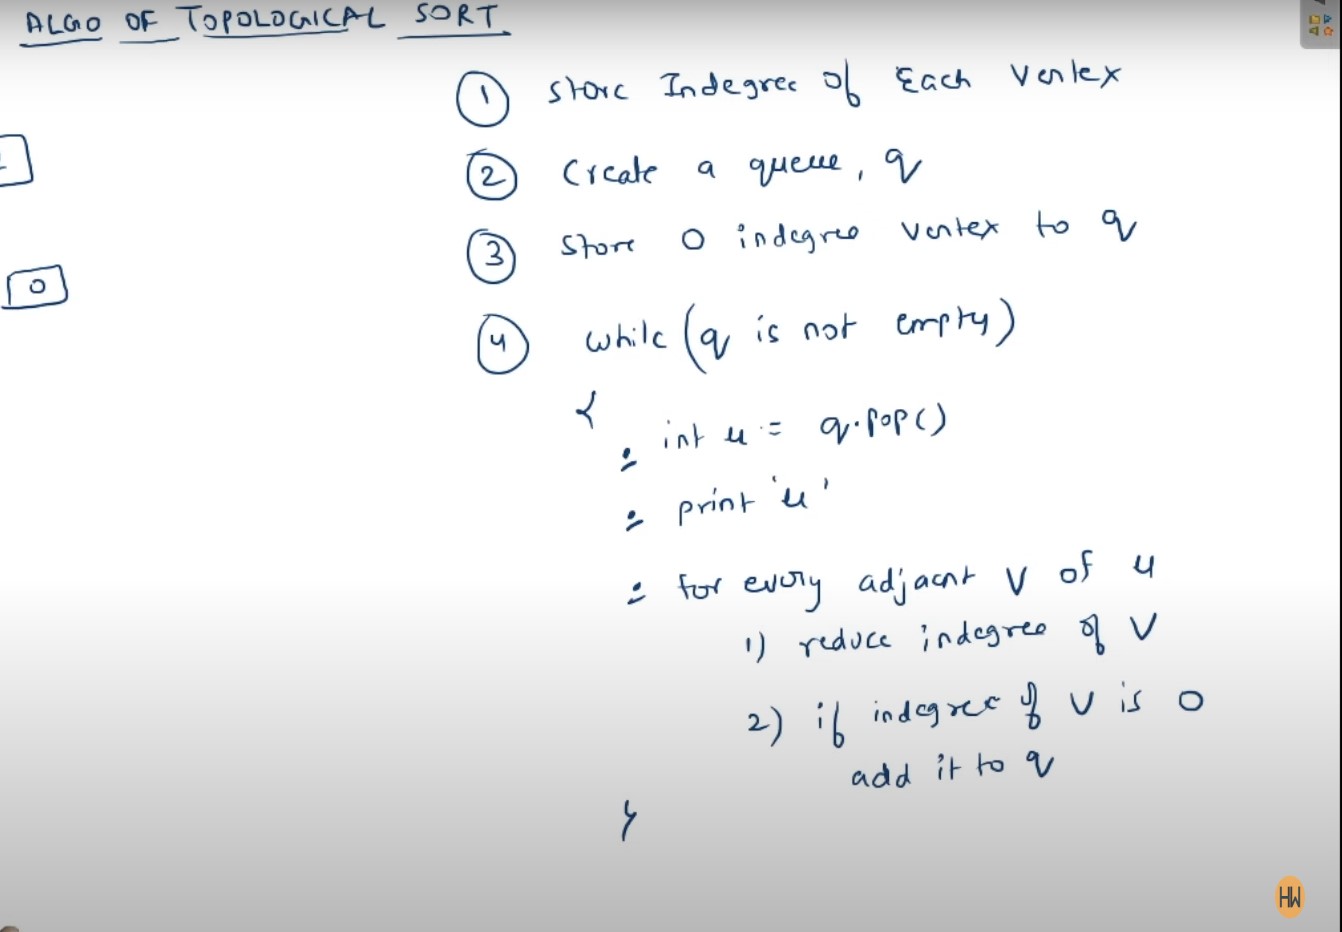 ALGO OF TOPOLOGICAL SORT
1 Store Indegree of Each Vertex
2 Create a queue, q
3 Store 0 indegree vertex to q
0
4 while (q is not empty)
{
int u = q.pop()
print 'u'
for every adjacnt v of u
1) reduce indegree of v
2) if indegree of v is 0
add it to q
}
HW